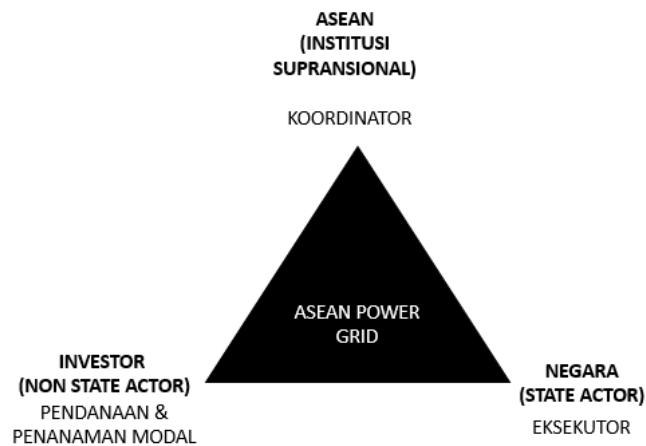 ASEAN
(INSTITUSI
SUPRANSIONAL)
KOORDINATOR
ASEAN POWER
GRID
INVESTOR
(NON STATE ACTOR)
PENDANAAN &
PENANAMAN MODAL
NEGARA
(STATE ACTOR)
EKSEKUTOR